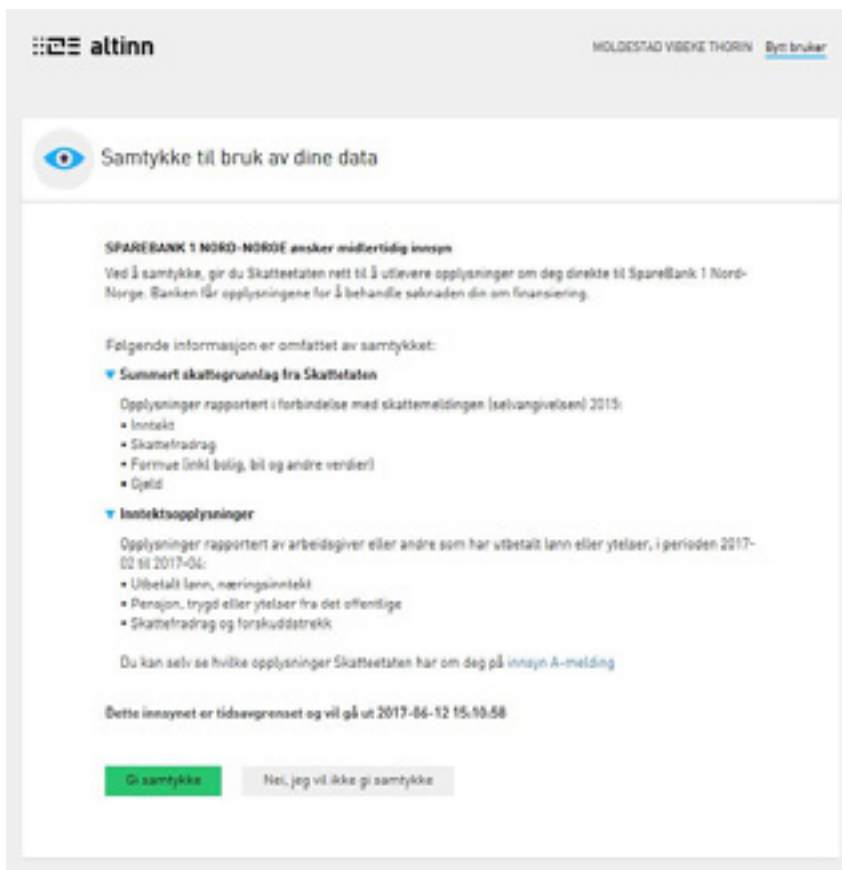 altinn
MOLDESTAD VIBEKE THORIN Bytt bruker
Samtykke til bruk av dine data
SPAREBANK 1 NORD-NORGE ønsker midlertidig innsyn
Ved å samtykke, gir du Skatteetaten rett til å utlevere opplysninger om deg direkte til SpareBank 1 Nord-
Norge. Banken får opplysningene for å behandle søknaden din om finansiering.
Følgende informasjon er omfattet av samtykket:
Summert skattegrunnlag fra Skattetaten
Opplysninger rapportert i forbindelse med skattemeldingen (selvangivelsen) 2015:
• Inntekt
• Skattefradrag
• Formue (inkl bolig, bil og andre verdier)
• Gjeld
Inntektsopplysninger
Opplysninger rapportert av arbeidsgiver eller andre som har utbetalt lønn eller ytelser, i perioden 2017-
02 til 2017-04:
• Utbetalt lønn, næringsinntekt
• Pensjon, trygd eller ytelser fra det offentlige
• Skattefradrag og forskuddstrekk
Du kan selv se hvilke opplysninger Skatteetaten har om deg på innsyn A-melding
Dette innsynet er tidsavgrenset og vil gå ut 2017-06-12 15:10:58
Gi samtykke Nei, jeg vil ikke gi samtykke